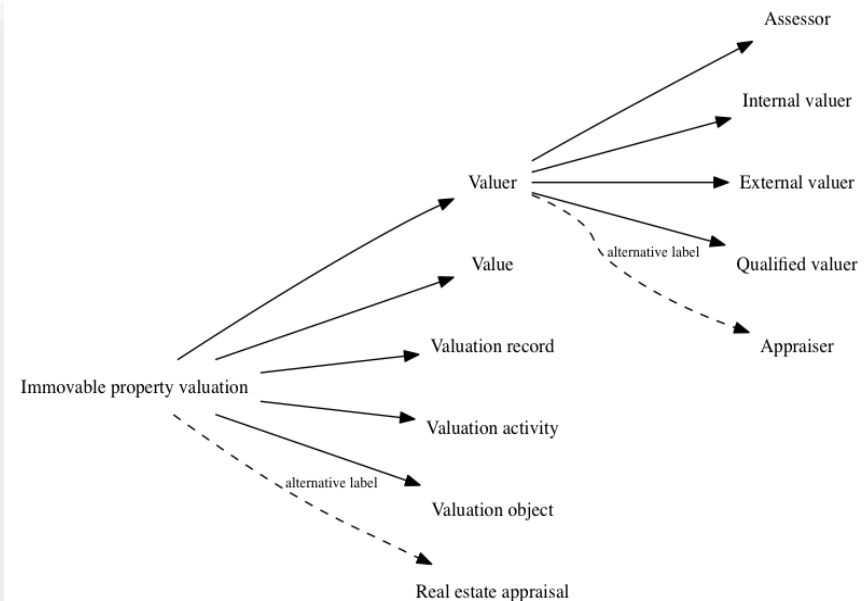 Assessor
Internal valuer
Valuer
External valuer
alternative label
Value
Qualified valuer
Valuation record
Appraiser
Immovable property valuation
Valuation activity
alternative label
Valuation object
Real estate appraisal